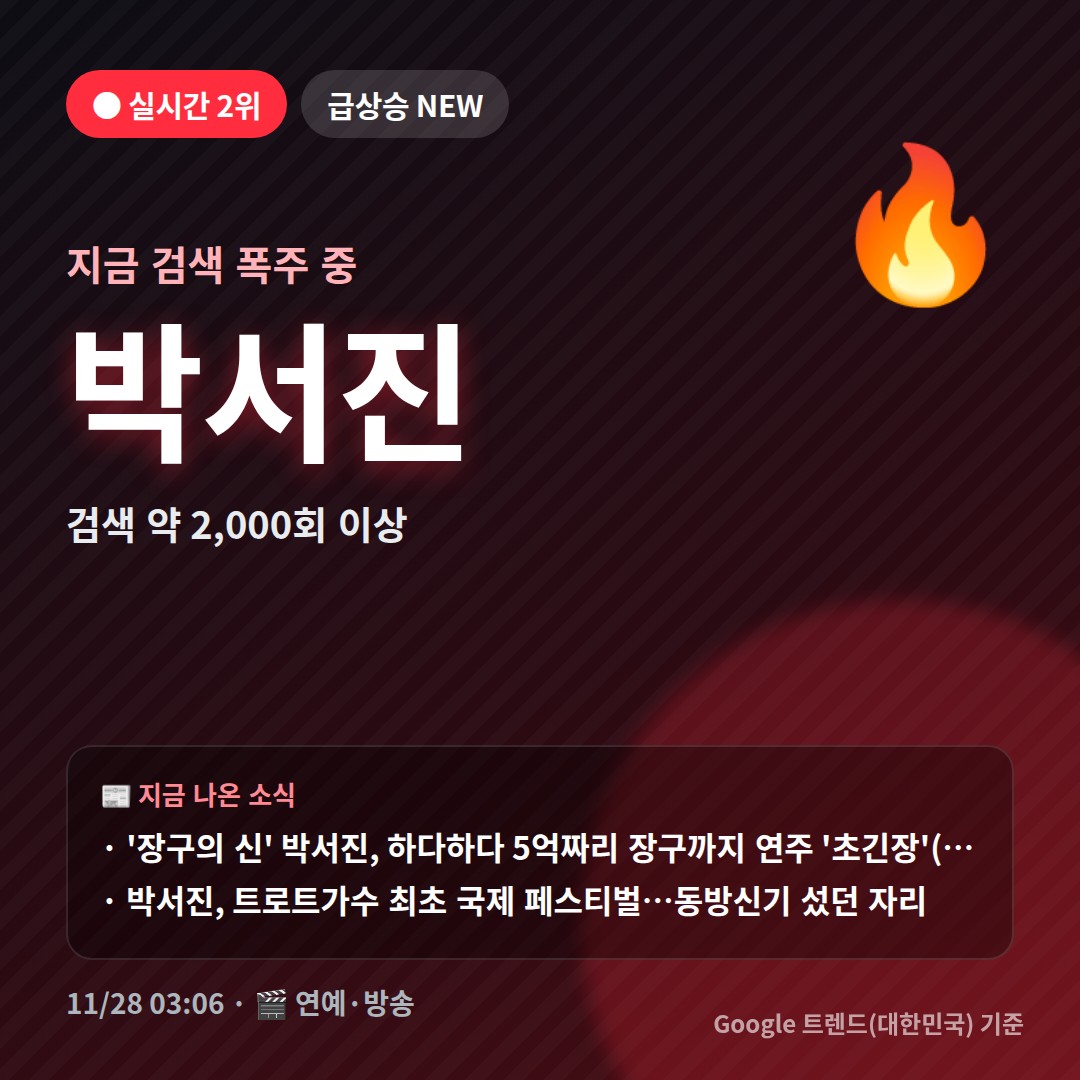 실시간 2위 급상승 NEW
지금 검색 폭주 중
박서진
검색 약 2,000회 이상
지금 나온 소식
· '장구의 신' 박서진, 하다하다 5억짜리 장구까지 연주 '초긴장'(…
· 박서진, 트로트가수 최초 국제 페스티벌…동방신기 섰던 자리
11/28 03:06 · 연예·방송
Google 트렌드(대한민국) 기준